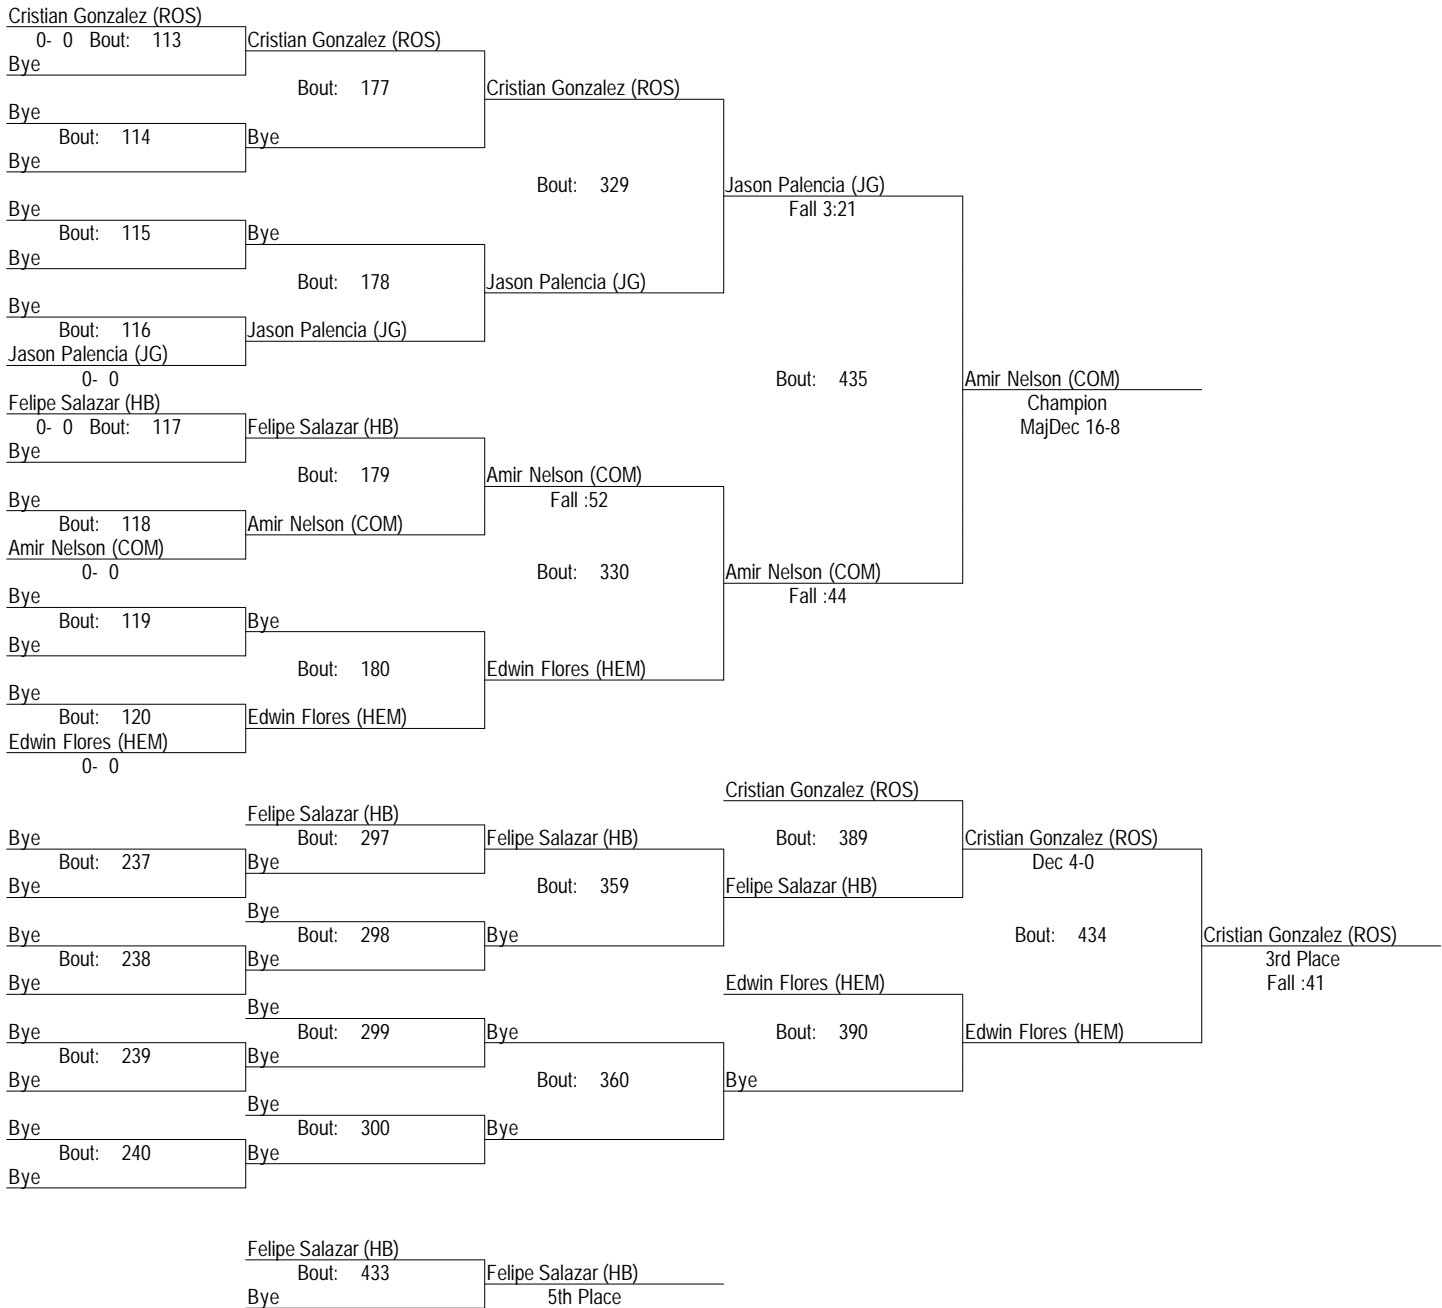 Cristian Gonzalez (ROS)
0- 0 Bout: 113 Cristian Gonzalez (ROS)
Bye
Bout: 177 Cristian Gonzalez (ROS)
Bye
Bout: 114 Bye
Bye
Bout: 329 Jason Palencia (JG)
Bye Fall 3:21
Bout: 115 Bye
Bye
Bout: 178 Jason Palencia (JG)
Bye
Bout: 116 Jason Palencia (JG)
Jason Palencia (JG)
0- 0 Bout: 435 Amir Nelson (COM)
Felipe Salazar (HB) Champion
0- 0 Bout: 117 Felipe Salazar (HB) MajDec 16-8
Bye
Bout: 179 Amir Nelson (COM)
Bye Fall :52
Bout: 118 Amir Nelson (COM)
Amir Nelson (COM)
0- 0 Bout: 330 Amir Nelson (COM)
Bye Fall :44
Bout: 119 Bye
Bye
Bout: 180 Edwin Flores (HEM)
Bye
Bout: 120 Edwin Flores (HEM)
Edwin Flores (HEM)
0- 0
Cristian Gonzalez (ROS)
Felipe Salazar (HB)
Bye Bout: 297 Felipe Salazar (HB) Bout: 389 Cristian Gonzalez (ROS)
Bout: 237 Bye Dec 4-0
Bye Bout: 359 Felipe Salazar (HB)
Bye
Bye Bout: 298 Bye Bout: 434 Cristian Gonzalez (ROS)
Bout: 238 Bye 3rd Place
Bye Edwin Flores (HEM) Fall :41
Bye
Bye Bout: 299 Bye Bout: 390 Edwin Flores (HEM)
Bout: 239 Bye
Bye Bout: 360 Bye
Bye
Bye Bout: 300 Bye
Bout: 240 Bye
Bye
Felipe Salazar (HB)
Bout: 433 Felipe Salazar (HB)
Bye 5th Place